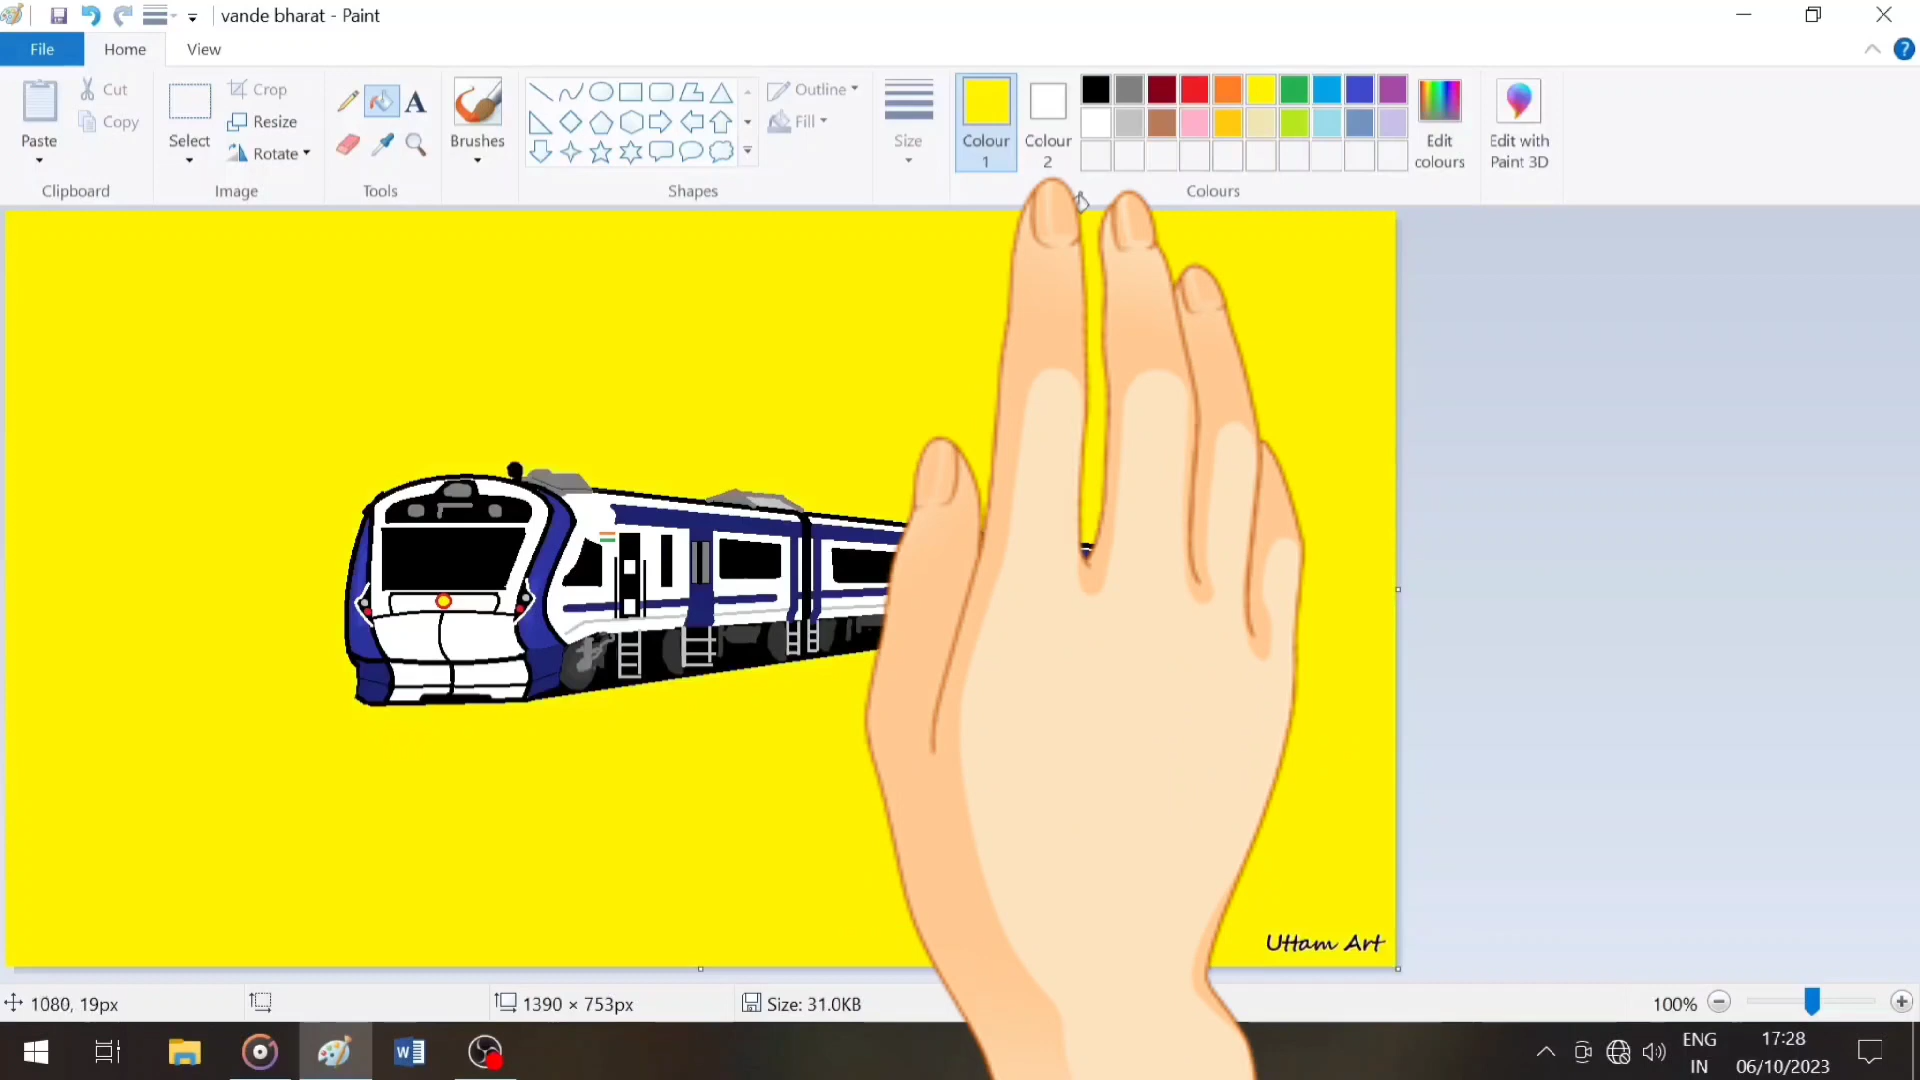 vande bharat - Paint
File Home View
Paste
Cut
Copy
Clipboard
Select
Crop
Resize
Rotate
Image
A
Tools
Brushes
Shapes
Outline
Fill
Size
Colour 1
Colour 2
Colours
Edit colours
Edit with Paint 3D
Uttam Art
1080, 19px
1390 × 753px
Size: 31.0KB
100%
ENG
IN
17:28
06/10/2023